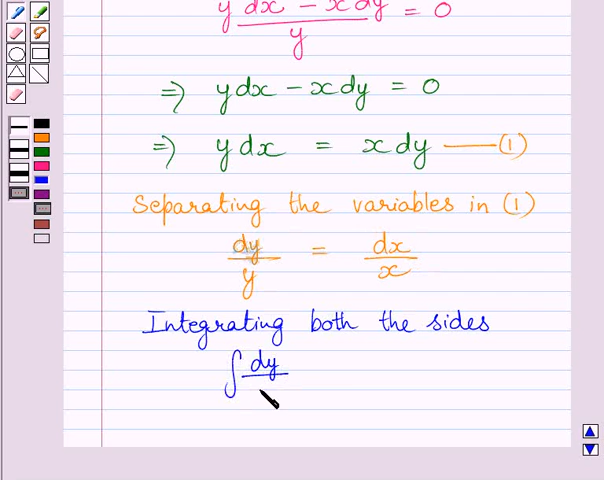 y dx - x dy / y = 0
⇒ y dx - x dy = 0
⇒ y dx = x dy —— (1)
Separating the variables in (1)
dy/y = dx/x
Integrating both the sides
∫ dy